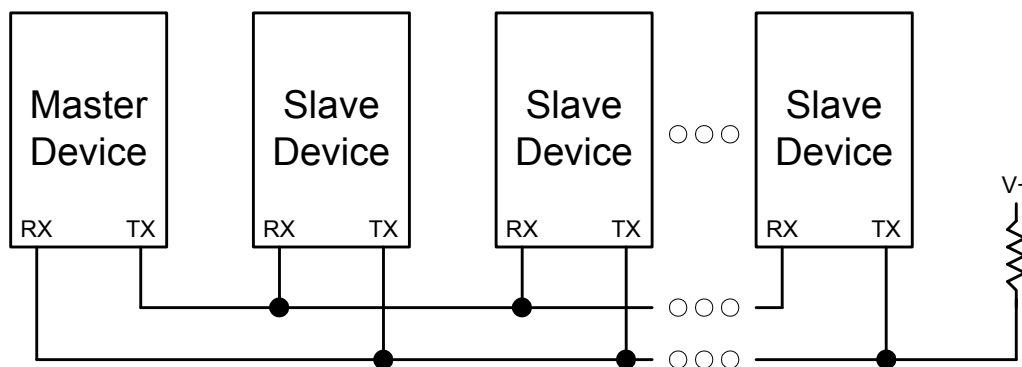 Master
Device
Slave
Device
Slave
Device
Slave
Device
RX TX
RX TX
RX TX
RX TX
V+